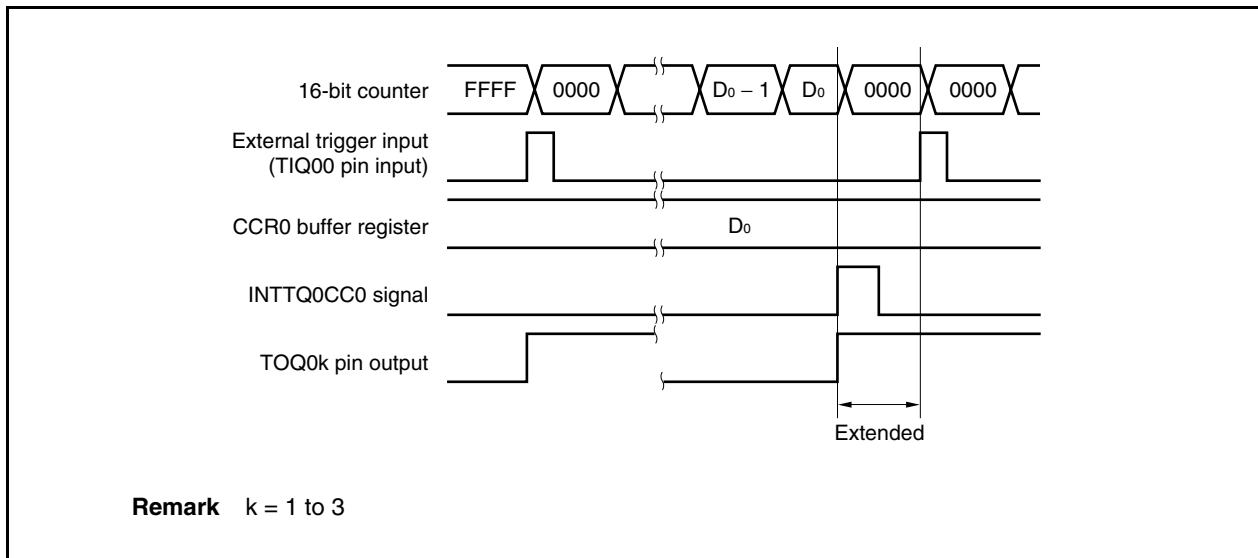 16-bit counter FFFF 0000 D0 − 1 D0 0000 0000
External trigger input
(TIQ00 pin input)
CCR0 buffer register D0
INTTQ0CC0 signal
TOQ0k pin output
Extended
Remark k = 1 to 3